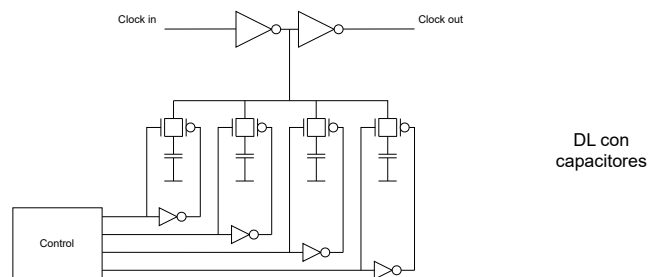 Clock in
Clock out
DL con
capacitores
Control